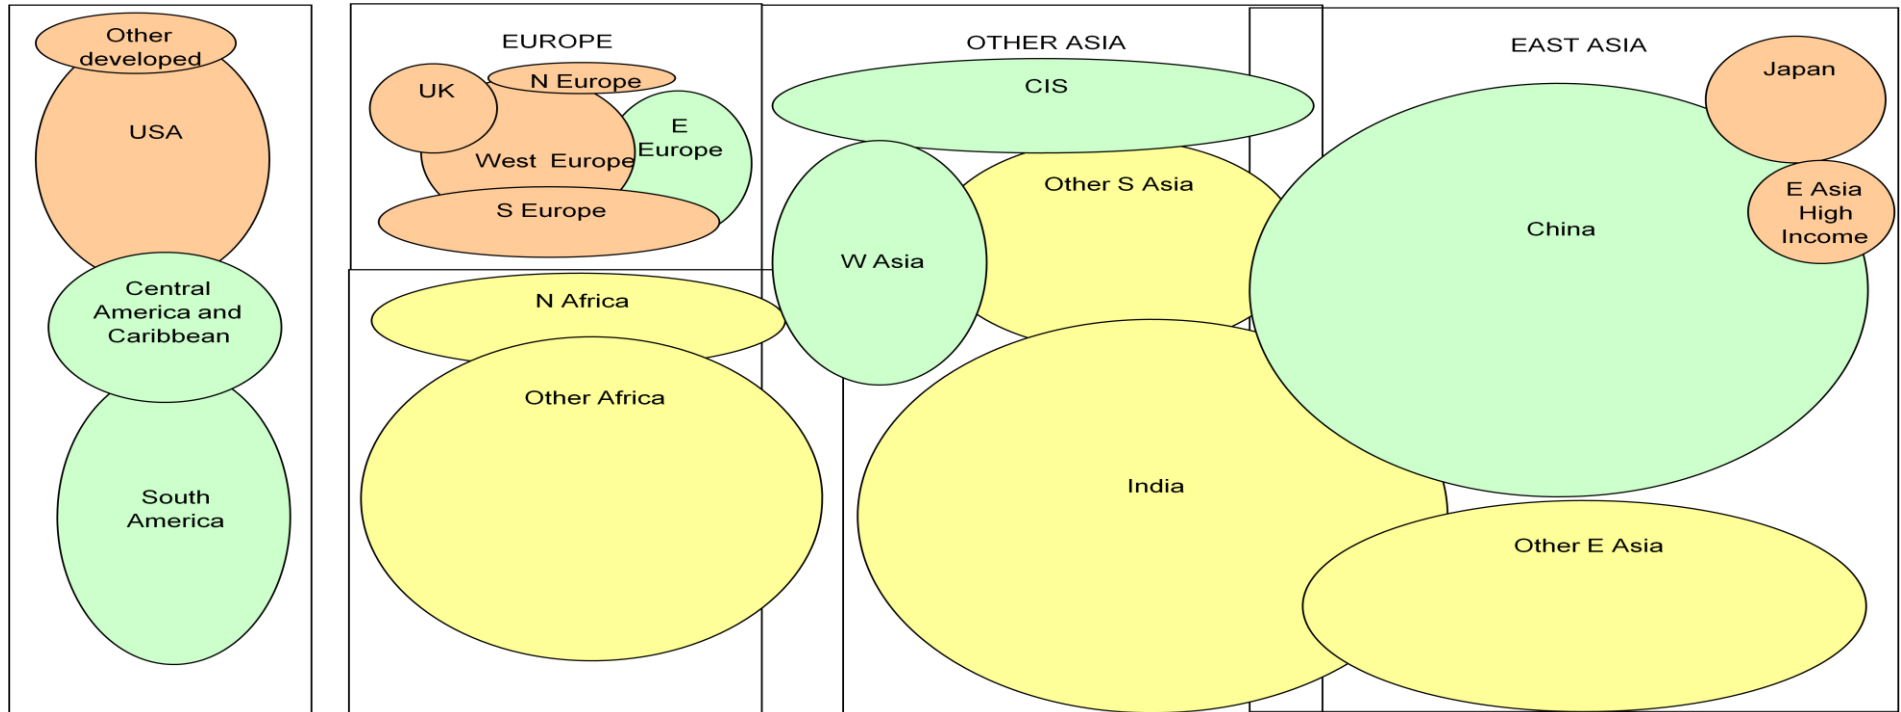 Other
developed
USA
Central
America and
Caribbean
South
America
EUROPE
UK
N Europe
E
Europe
West  Europe
S Europe
N Africa
Other Africa
OTHER ASIA
CIS
Other S Asia
W Asia
India
EAST ASIA
Japan
E Asia
High
Income
China
Other E Asia